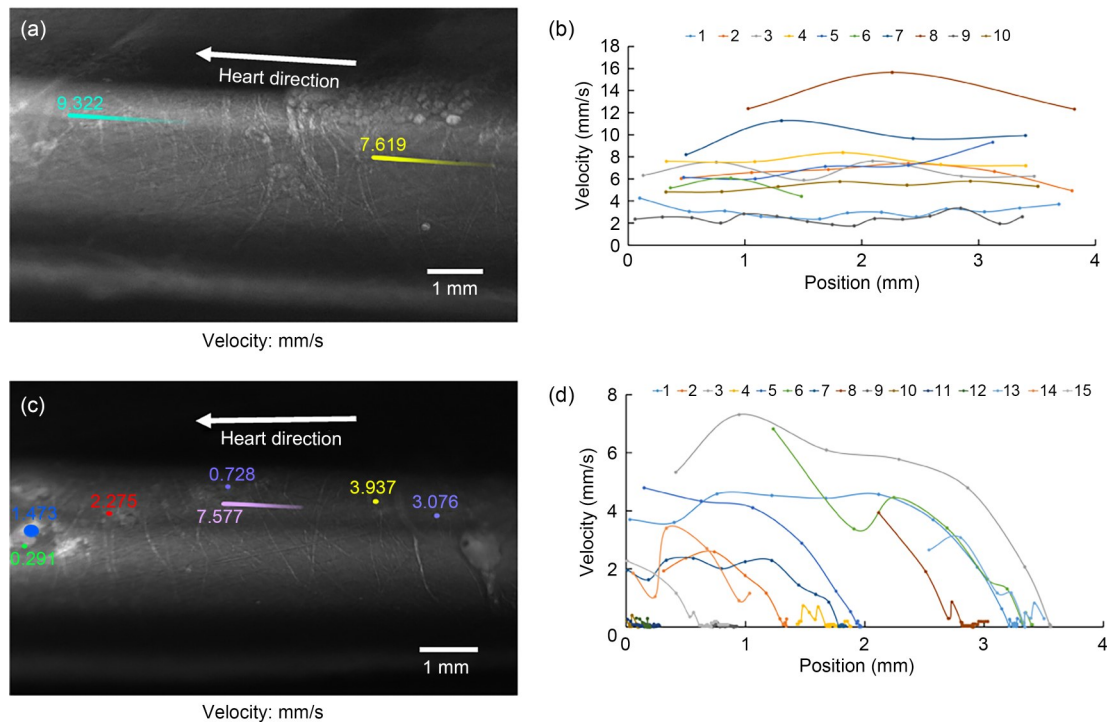 (a)
Heart direction
9.322
7.619
1 mm
Velocity: mm/s
(b)
1 2 3 4 5 6 7 8 9 10
Velocity (mm/s)
18
16
14
12
10
8
6
4
2
0
0 1 2 3 4
Position (mm)
(c)
Heart direction
0.728
2.275
3.937
1.473
7.577
3.076
0.291
1 mm
Velocity: mm/s
(d)
1 2 3 4 5 6 7 8 9 10 11 12 13 14 15
Velocity (mm/s)
8
6
4
2
0
0 1 2 3 4
Position (mm)